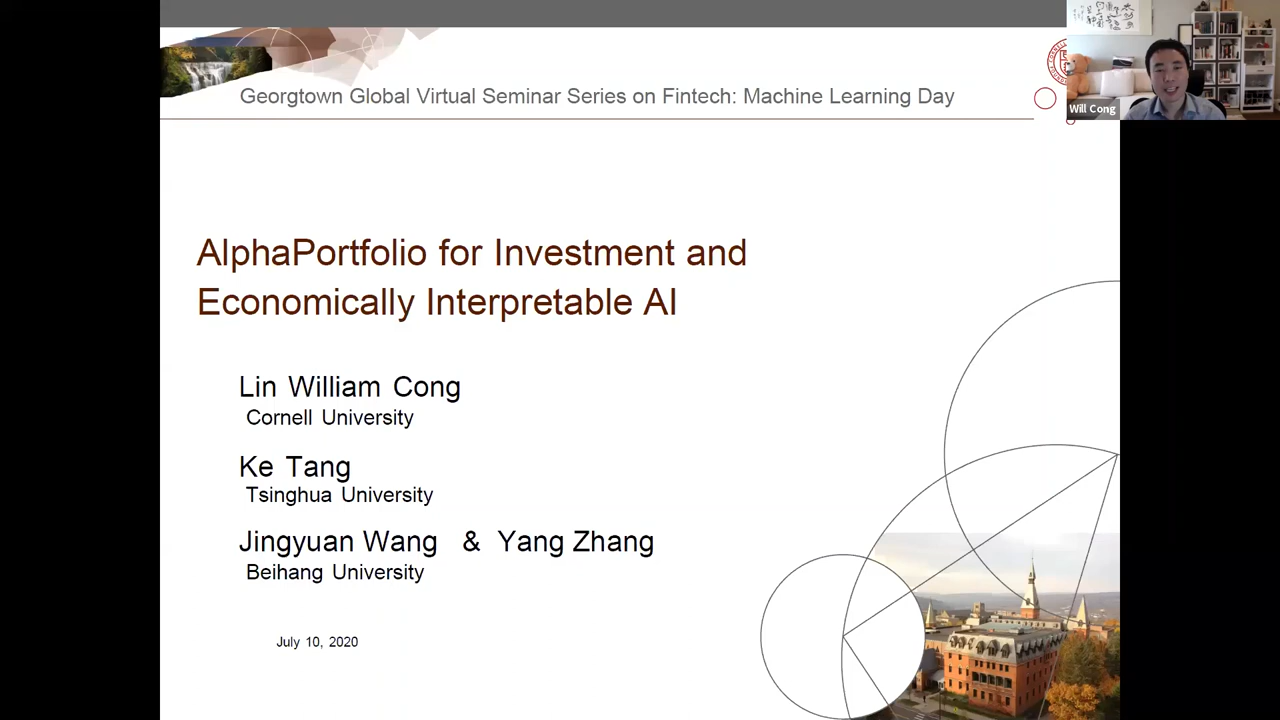 Georgtown Global Virtual Seminar Series on Fintech: Machine Learning Day
Will Cong
AlphaPortfolio for Investment and
Economically Interpretable AI
Lin William Cong
Cornell University
Ke Tang
Tsinghua University
Jingyuan Wang & Yang Zhang
Beihang University
July 10, 2020